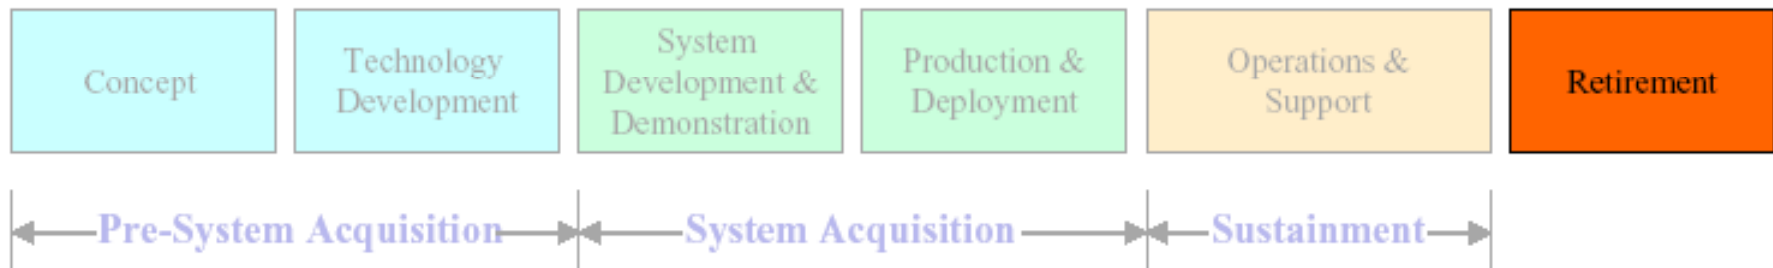 Concept
Technology
Development
System
Development &
Demonstration
Production &
Deployment
Operations &
Support
Retirement
Pre-System Acquisition
System Acquisition
Sustainment